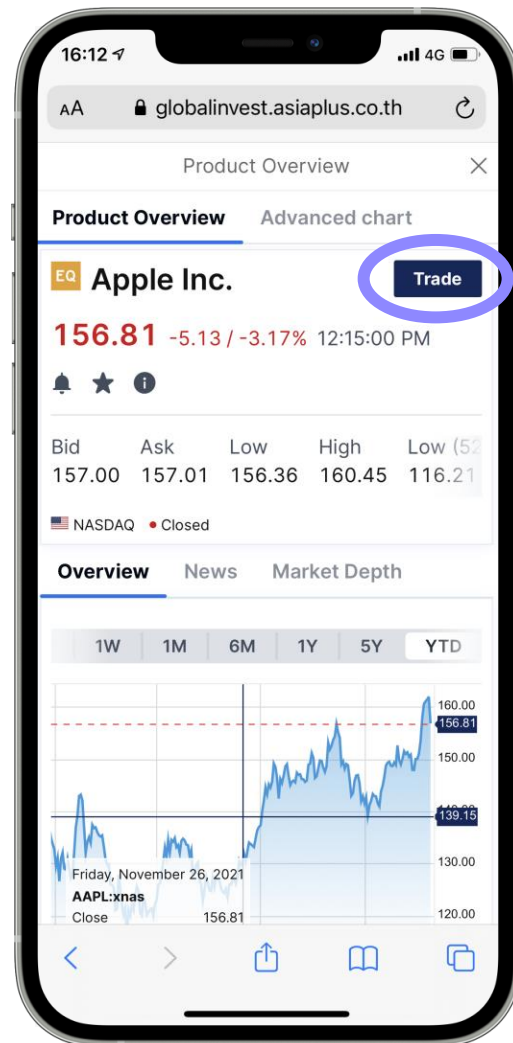 16:12 4G
AA globalinvest.asiaplus.co.th
Product Overview
Product Overview Advanced chart
EQ Apple Inc. Trade
156.81 -5.13 / -3.17% 12:15:00 PM
Bid Ask Low High Low (52
157.00 157.01 156.36 160.45 116.21
NASDAQ • Closed
Overview News Market Depth
1W 1M 6M 1Y 5Y YTD
160.00
156.81
150.00
139.15
130.00
Friday, November 26, 2021
AAPL:xnas
Close 156.81
120.00